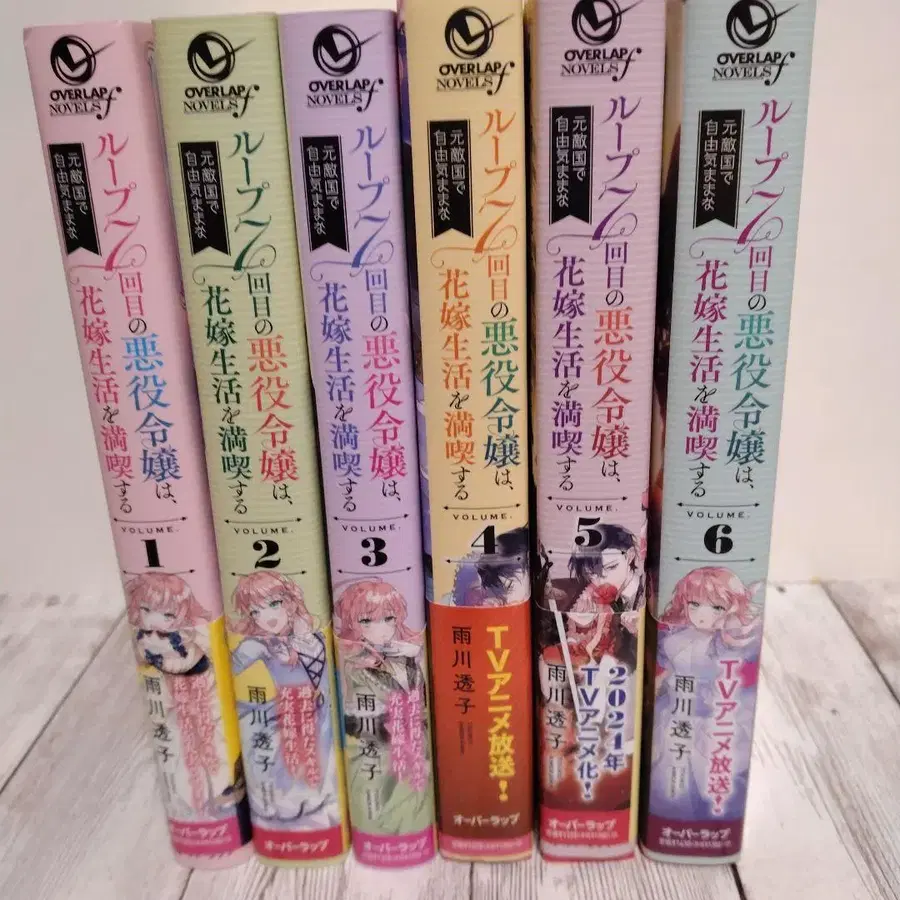 OVERLAP
NOVELS f
ループ7回目の悪役令嬢は、
元敵国で
自由気ままな
花嫁生活を満喫する
VOLUME.
1
雨川透子
オーバーラップ
OVERLAP
NOVELS f
ループ7回目の悪役令嬢は、
元敵国で
自由気ままな
花嫁生活を満喫する
VOLUME.
2
雨川透子
オーバーラップ
OVERLAP
NOVELS f
ループ7回目の悪役令嬢は、
元敵国で
自由気ままな
花嫁生活を満喫する
VOLUME.
3
雨川透子
オーバーラップ
OVERLAP
NOVELS f
ループ7回目の悪役令嬢は、
元敵国で
自由気ままな
花嫁生活を満喫する
VOLUME.
4
TVアニメ放送!
雨川透子
オーバーラップ
OVERLAP
NOVELS f
ループ7回目の悪役令嬢は、
元敵国で
自由気ままな
花嫁生活を満喫する
VOLUME.
5
2024年
TVアニメ化!
雨川透子
オーバーラップ
OVERLAP
NOVELS f
ループ7回目の悪役令嬢は、
元敵国で
自由気ままな
花嫁生活を満喫する
VOLUME.
6
TVアニメ放送!
雨川透子
オーバーラップ